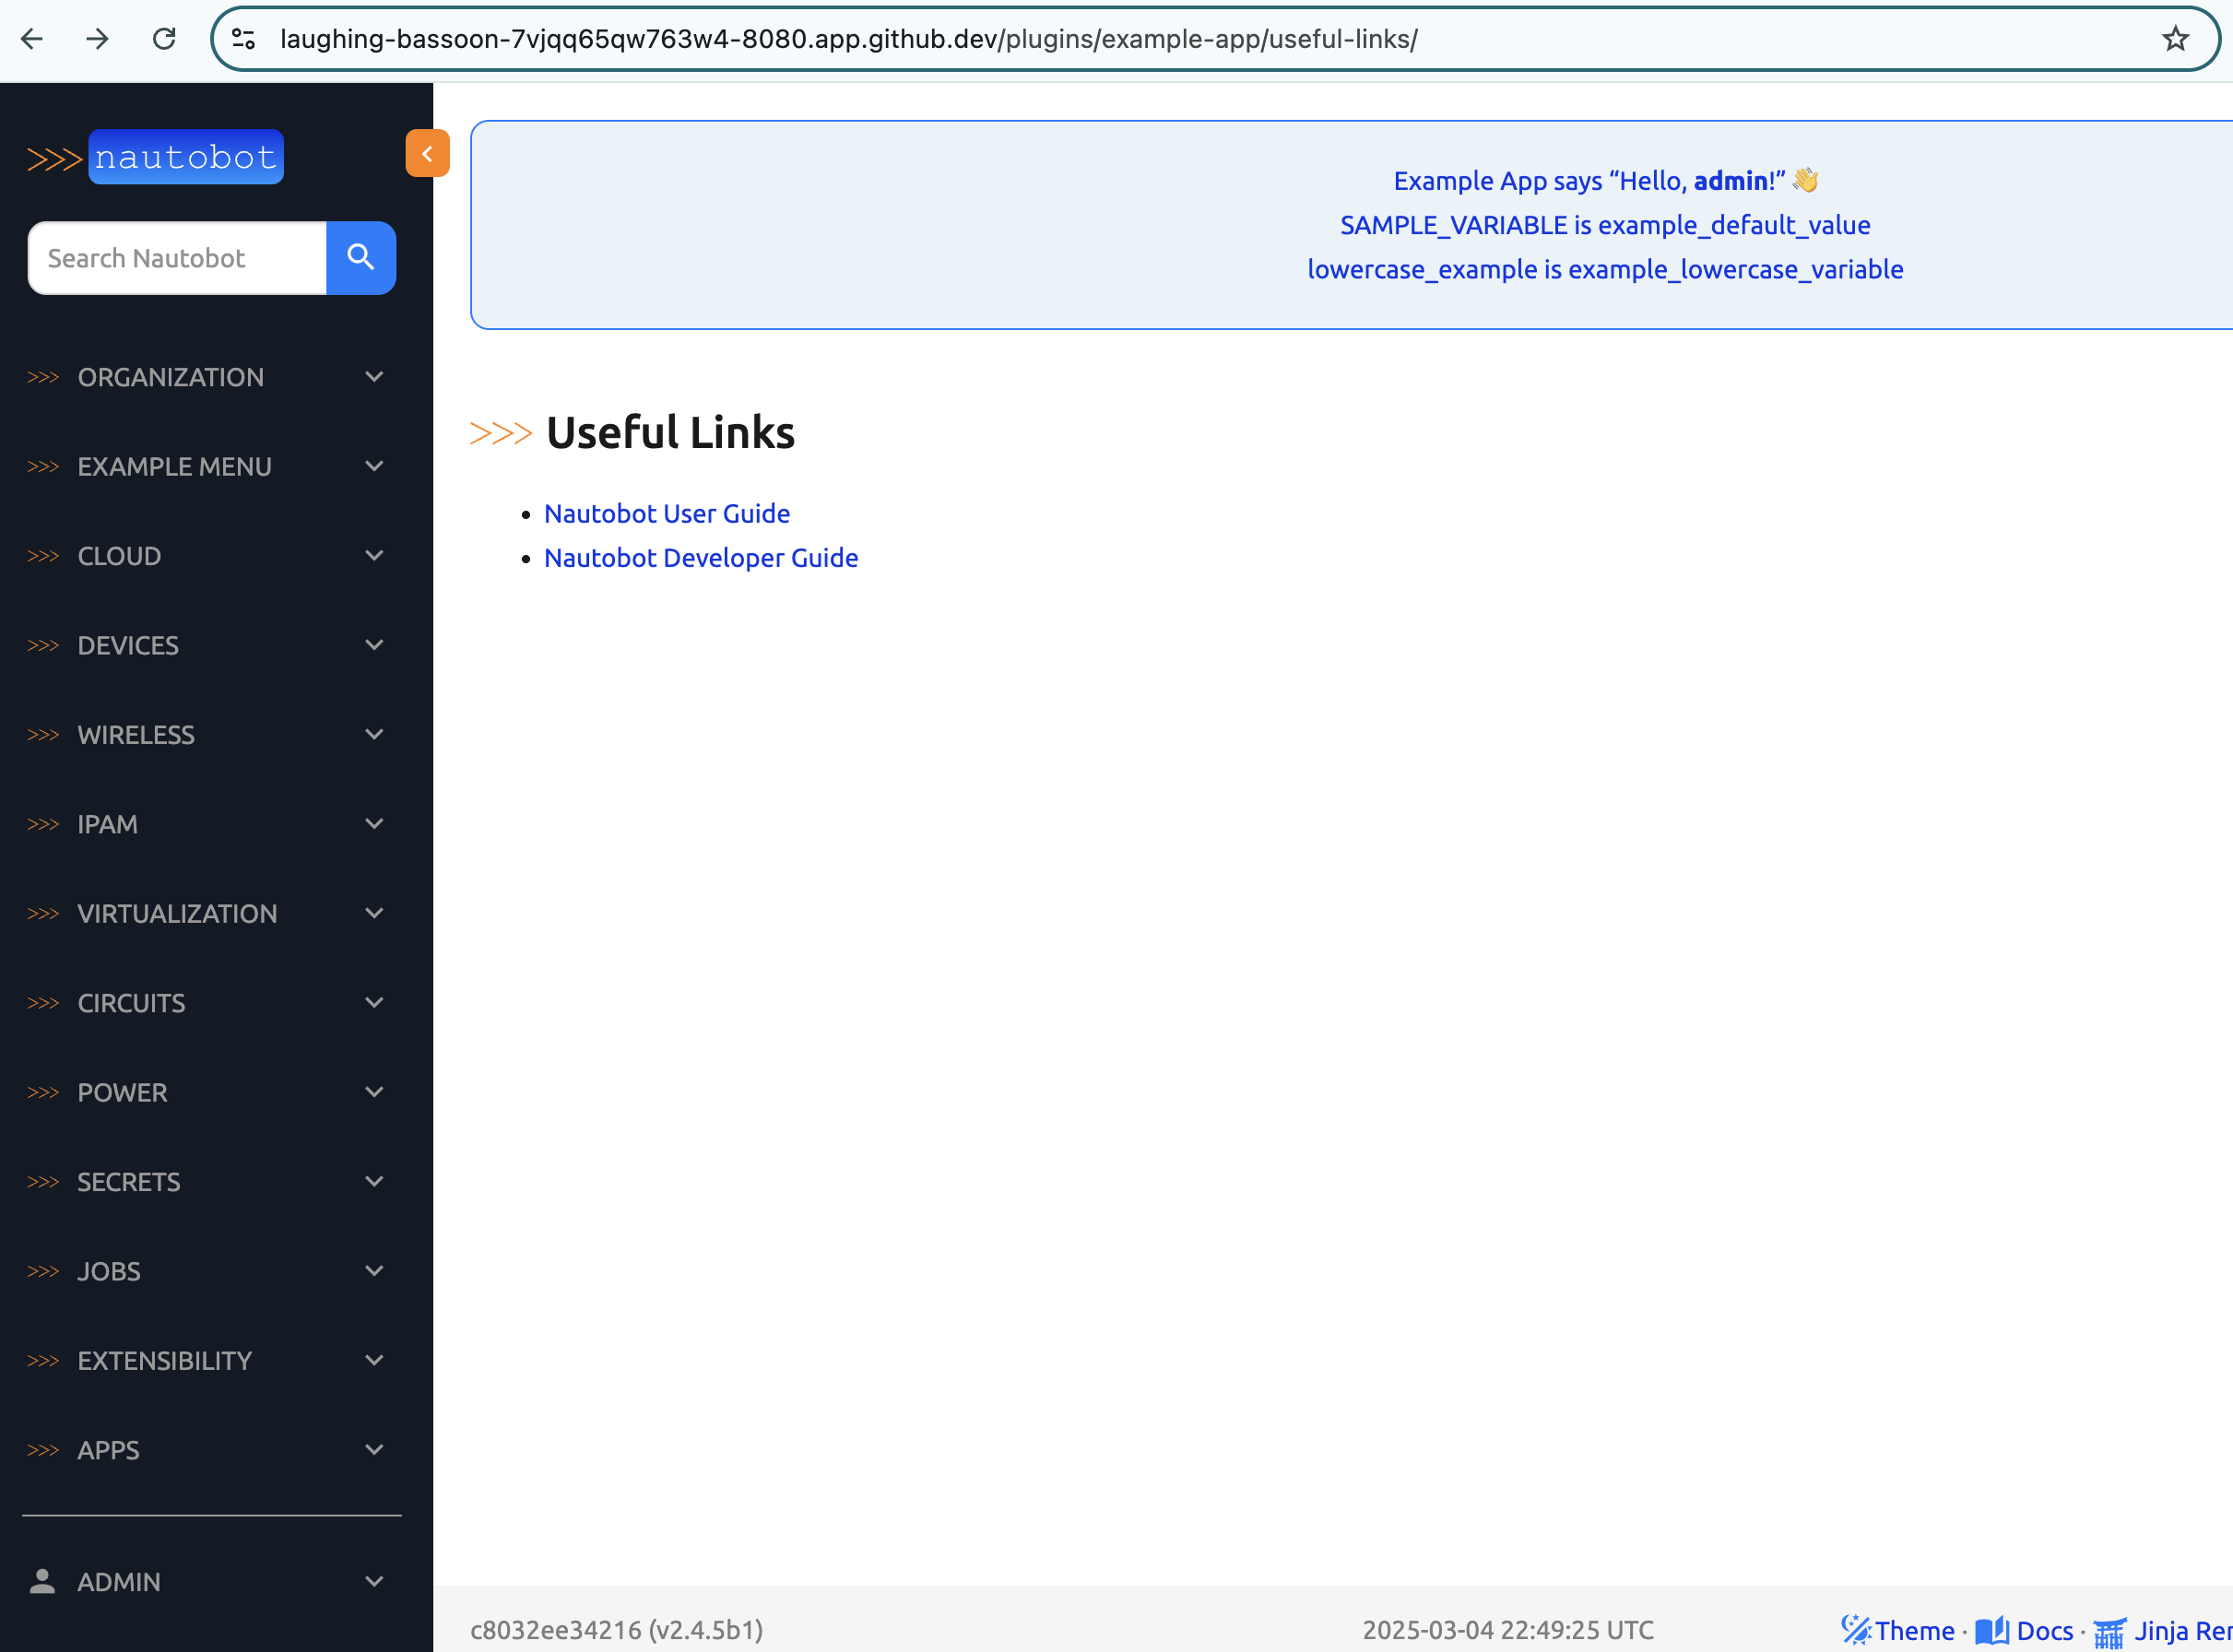 laughing-bassoon-7vjqq65qw763w4-8080.app.github.dev/plugins/example-app/useful-links/
>>> nautobot
Search Nautobot
>>> ORGANIZATION
>>> EXAMPLE MENU
>>> CLOUD
>>> DEVICES
>>> WIRELESS
>>> IPAM
>>> VIRTUALIZATION
>>> CIRCUITS
>>> POWER
>>> SECRETS
>>> JOBS
>>> EXTENSIBILITY
>>> APPS
ADMIN
Example App says “Hello, admin!” 👋
SAMPLE_VARIABLE is example_default_value
lowercase_example is example_lowercase_variable
>>> Useful Links
• Nautobot User Guide
• Nautobot Developer Guide
c8032ee34216 (v2.4.5b1)
2025-03-04 22:49:25 UTC
Theme · Docs · Jinja Rer